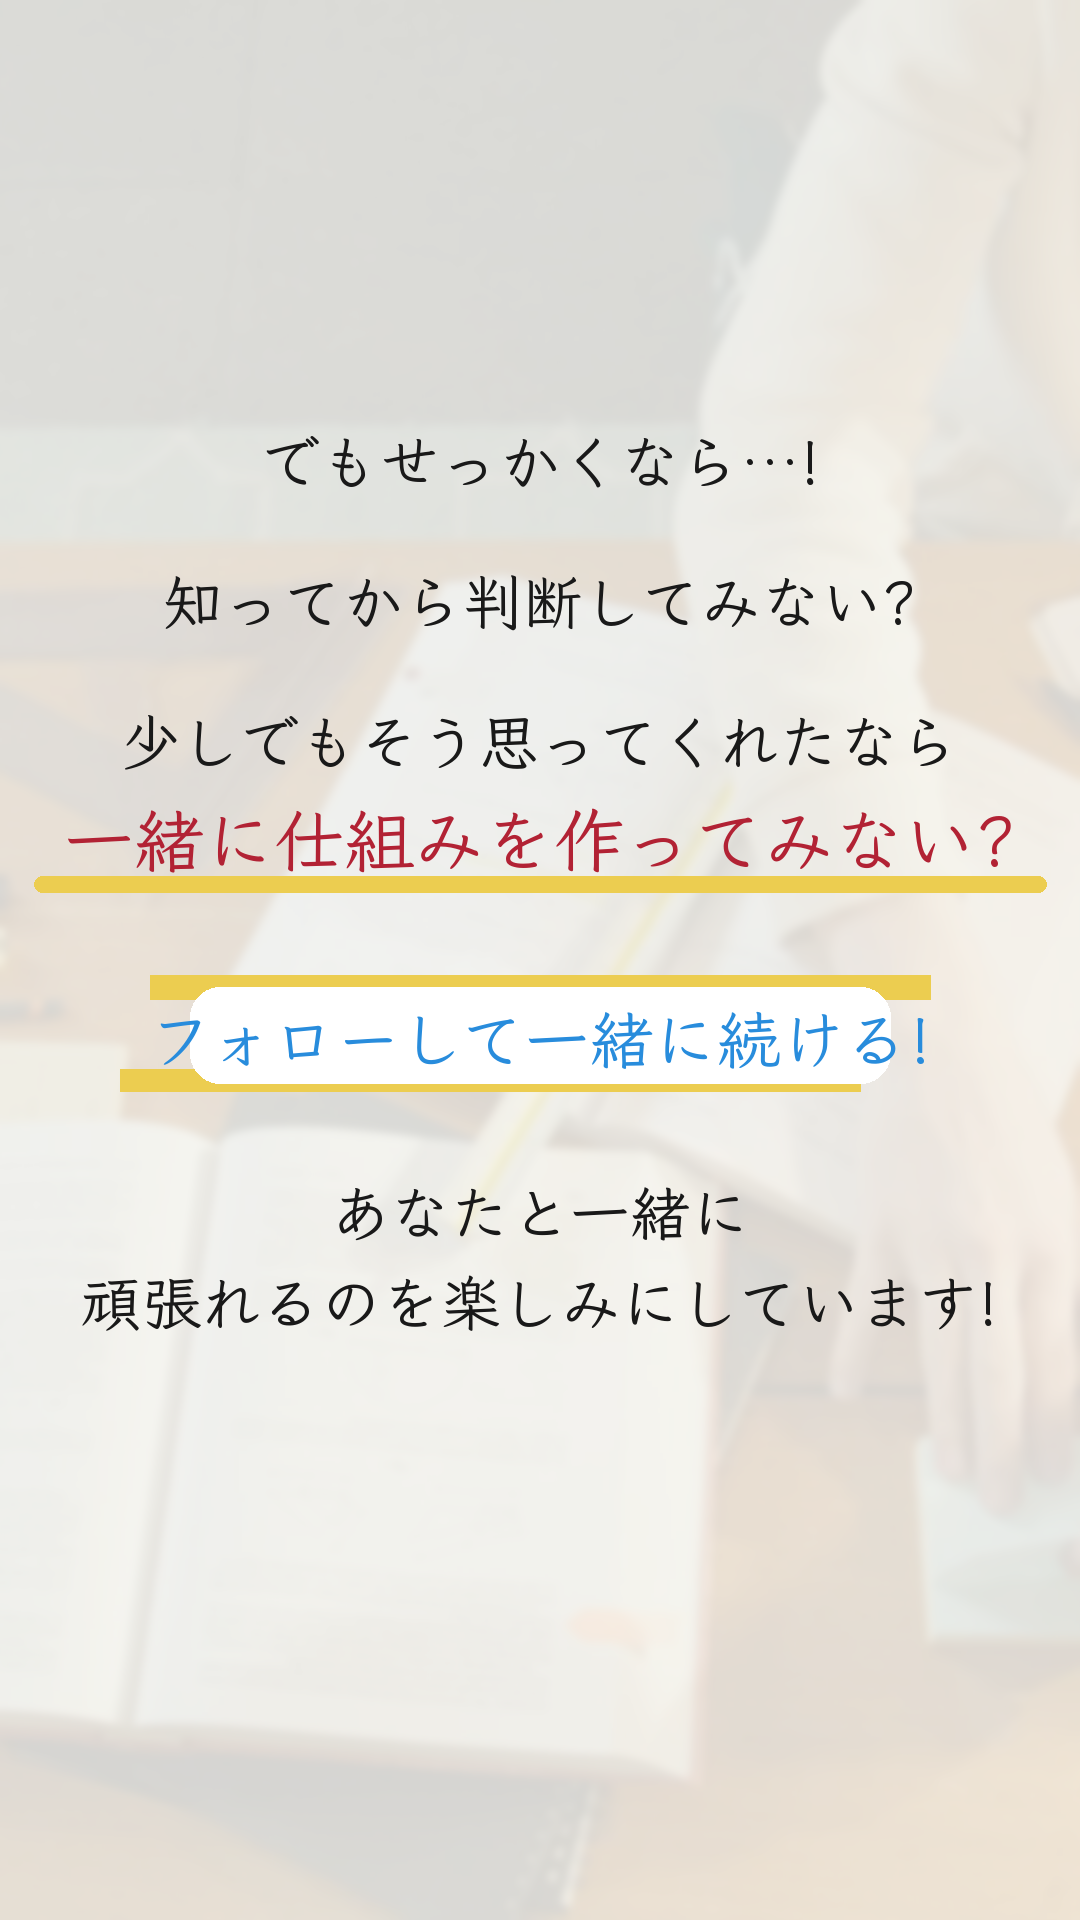 でもせっかくなら…!
知ってから判断してみない?
少しでもそう思ってくれたなら
一緒に仕組みを作ってみない?
フォローして一緒に続ける!
あなたと一緒に
頑張れるのを楽しみにしています!